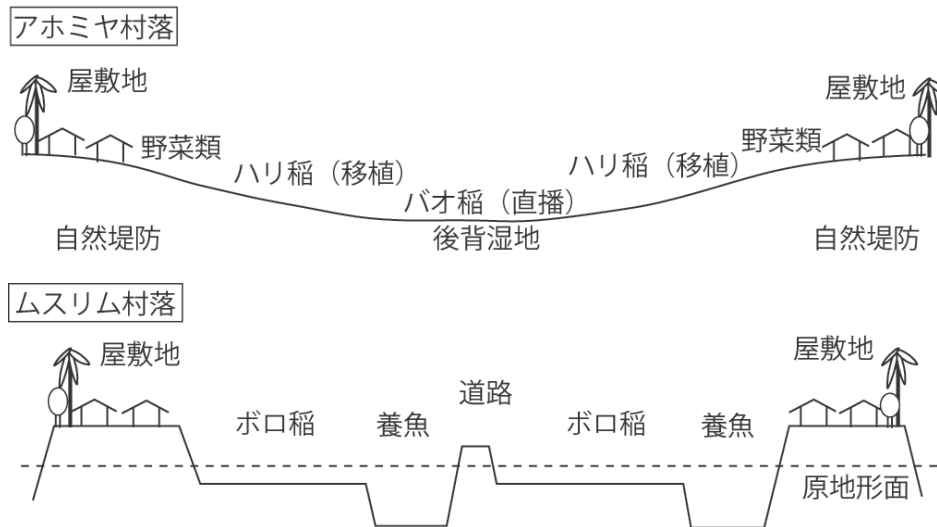 アホミヤ村落
屋敷地
屋敷地
野菜類
野菜類
ハリ稲（移植）
ハリ稲（移植）
バオ稲（直播）
自然堤防
後背湿地
自然堤防
ムスリム村落
屋敷地
屋敷地
道路
ボロ稲
養魚
ボロ稲
養魚
原地形面